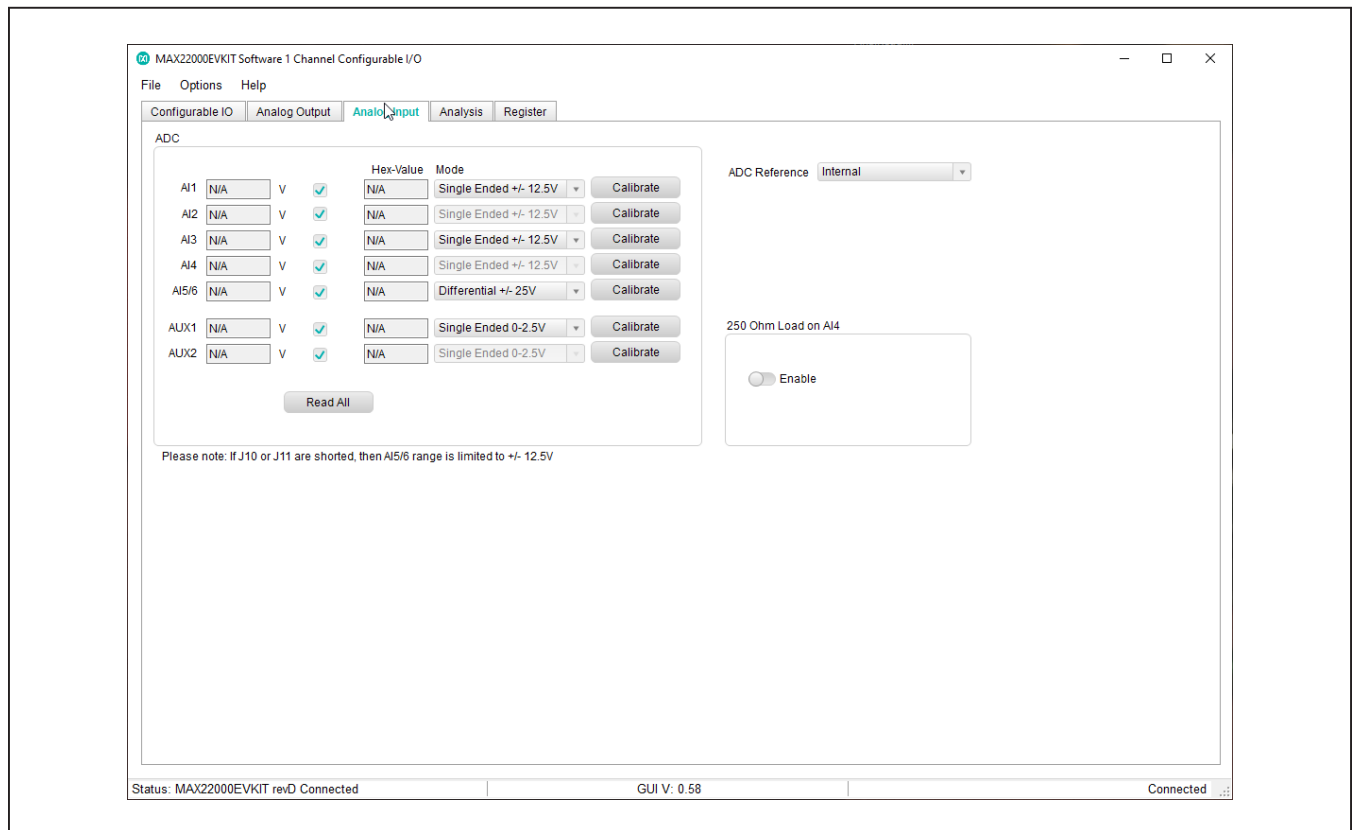 MAX22000EVKIT Software 1 Channel Configurable I/O
File Options Help
Configurable IO Analog Output Analog Input Analysis Register
ADC
Hex-Value Mode
AI1 N/A V N/A Single Ended +/- 12.5V Calibrate
AI2 N/A V N/A Single Ended +/- 12.5V Calibrate
AI3 N/A V N/A Single Ended +/- 12.5V Calibrate
AI4 N/A V N/A Single Ended +/- 12.5V Calibrate
AI5/6 N/A V N/A Differential +/- 25V Calibrate
AUX1 N/A V N/A Single Ended 0-2.5V Calibrate
AUX2 N/A V N/A Single Ended 0-2.5V Calibrate
Read All
ADC Reference Internal
250 Ohm Load on AI4
Enable
Please note: If J10 or J11 are shorted, then AI5/6 range is limited to +/- 12.5V
Status: MAX22000EVKIT revD Connected GUI V: 0.58 Connected